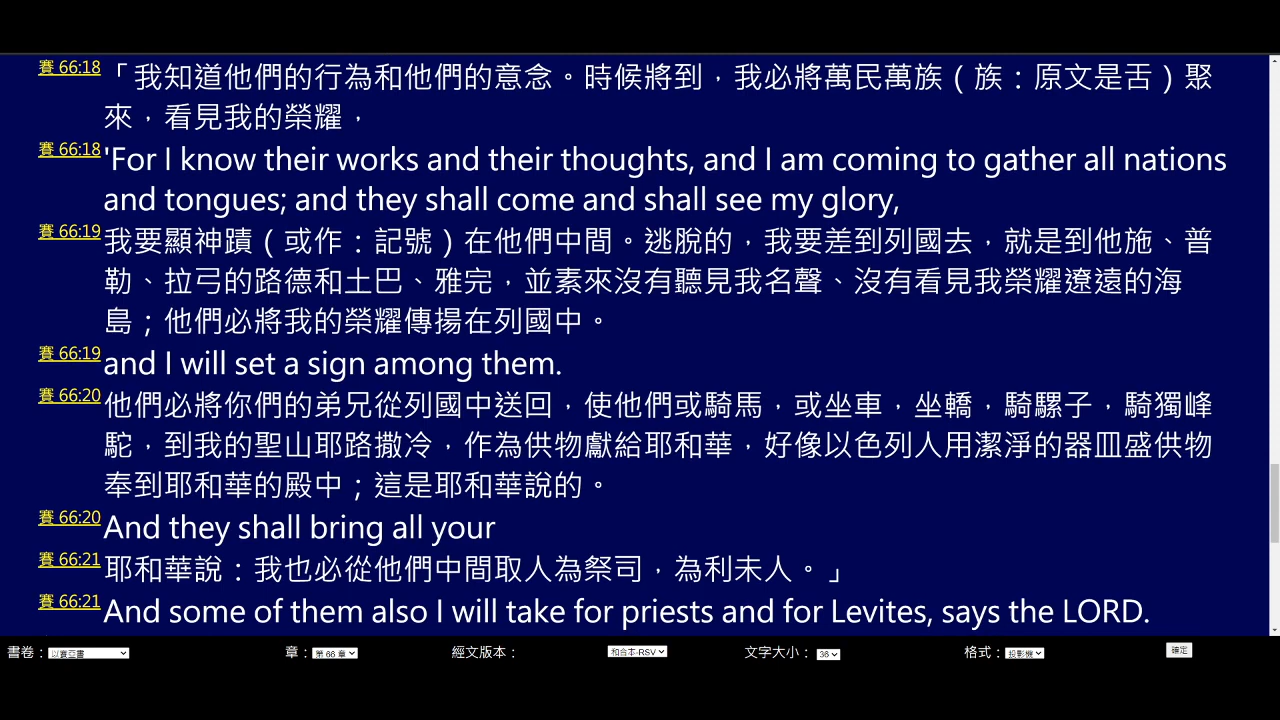 賽 66:18 「我知道他們的行為和他們的意念。時候將到，我必將萬民萬族（族：原文是舌）聚
來，看見我的榮耀，
賽 66:18 'For I know their works and their thoughts, and I am coming to gather all nations
and tongues; and they shall come and shall see my glory,
賽 66:19 我要顯神蹟（或作：記號）在他們中間。逃脫的，我要差到列國去，就是到他施、普
勒、拉弓的路德和土巴、雅完，並素來沒有聽見我名聲、沒有看見我榮耀遼遠的海
島；他們必將我的榮耀傳揚在列國中。
賽 66:19 and I will set a sign among them.
賽 66:20 他們必將你們的弟兄從列國中送回，使他們或騎馬，或坐車，坐轎，騎騾子，騎獨峰
駝，到我的聖山耶路撒冷，作為供物獻給耶和華，好像以色列人用潔淨的器皿盛供物
奉到耶和華的殿中；這是耶和華說的。
賽 66:20 And they shall bring all your
賽 66:21 耶和華說：我也必從他們中間取人為祭司，為利未人。」
賽 66:21 And some of them also I will take for priests and for Levites, says the LORD.
書卷：以賽亞書 章：第 66 章 經文版本： 和合本-RSV 文字大小： 36 格式：投影機 確定